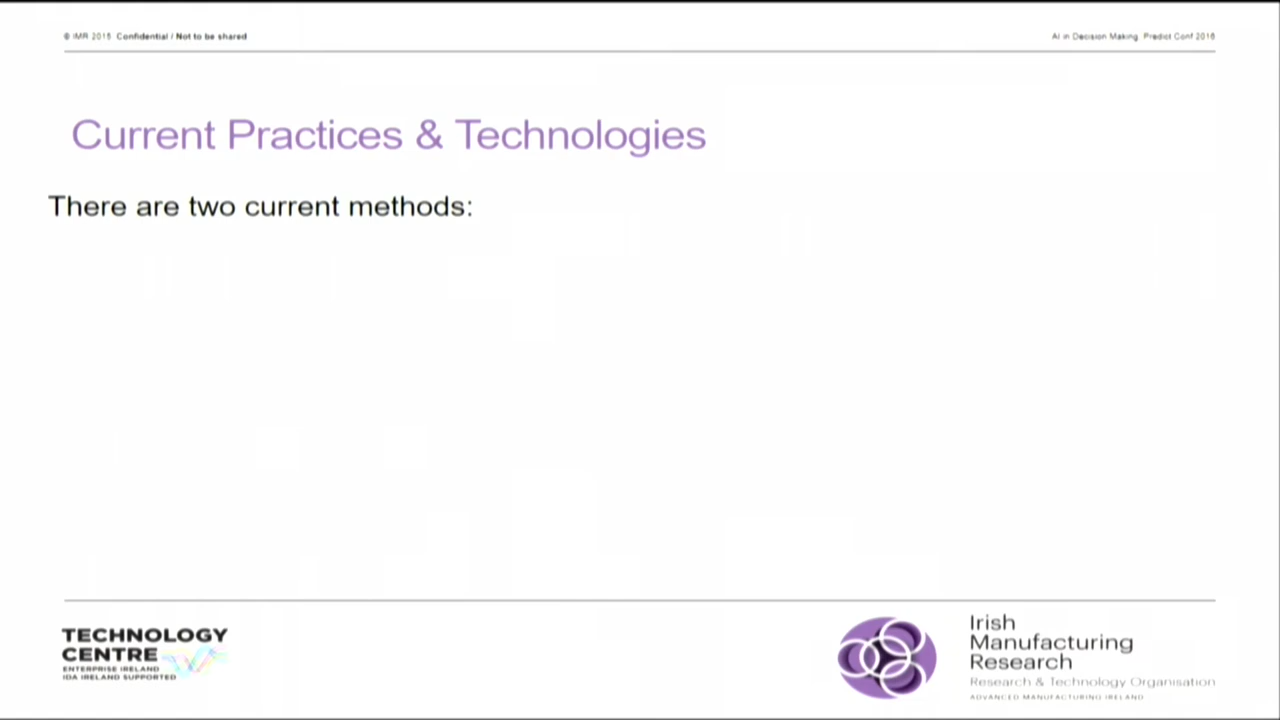 © IMR 2016 Confidential / Not to be shared
AI in Decision Making Predict Conf 2016
Current Practices & Technologies
There are two current methods:
TECHNOLOGY
CENTRE
ENTERPRISE IRELAND
IDA IRELAND SUPPORTED
Irish
Manufacturing
Research
Research & Technology Organisation
ADVANCED MANUFACTURING IRELAND